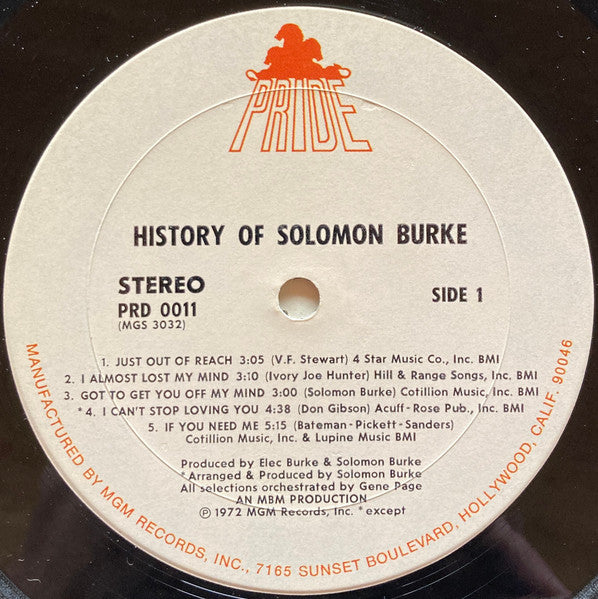 PRIDE
HISTORY OF SOLOMON BURKE
STEREO
PRD 0011
(MGS 3032)
SIDE 1
1. JUST OUT OF REACH 3:05 (V.F. Stewart) 4 Star Music Co., Inc. BMI
2. I ALMOST LOST MY MIND 3:10 (Ivory Joe Hunter) Hill & Range Songs, Inc. BMI
3. GOT TO GET YOU OFF MY MIND 3:00 (Solomon Burke) Cotillion Music, Inc. BMI
*4. I CAN'T STOP LOVING YOU 4:38 (Don Gibson) Acuff-Rose Pub., Inc. BMI
5. IF YOU NEED ME 5:15 (Bateman-Pickett-Sanders)
Cotillion Music, Inc. & Lupine Music BMI
Produced by Elec Burke & Solomon Burke
*Arranged & Produced by Solomon Burke
All selections orchestrated by Gene Page
AN MBM PRODUCTION
℗ 1972 MGM Records, Inc. *except
MANUFACTURED BY MGM RECORDS, INC., 7165 SUNSET BOULEVARD, HOLLYWOOD, CALIF. 90046